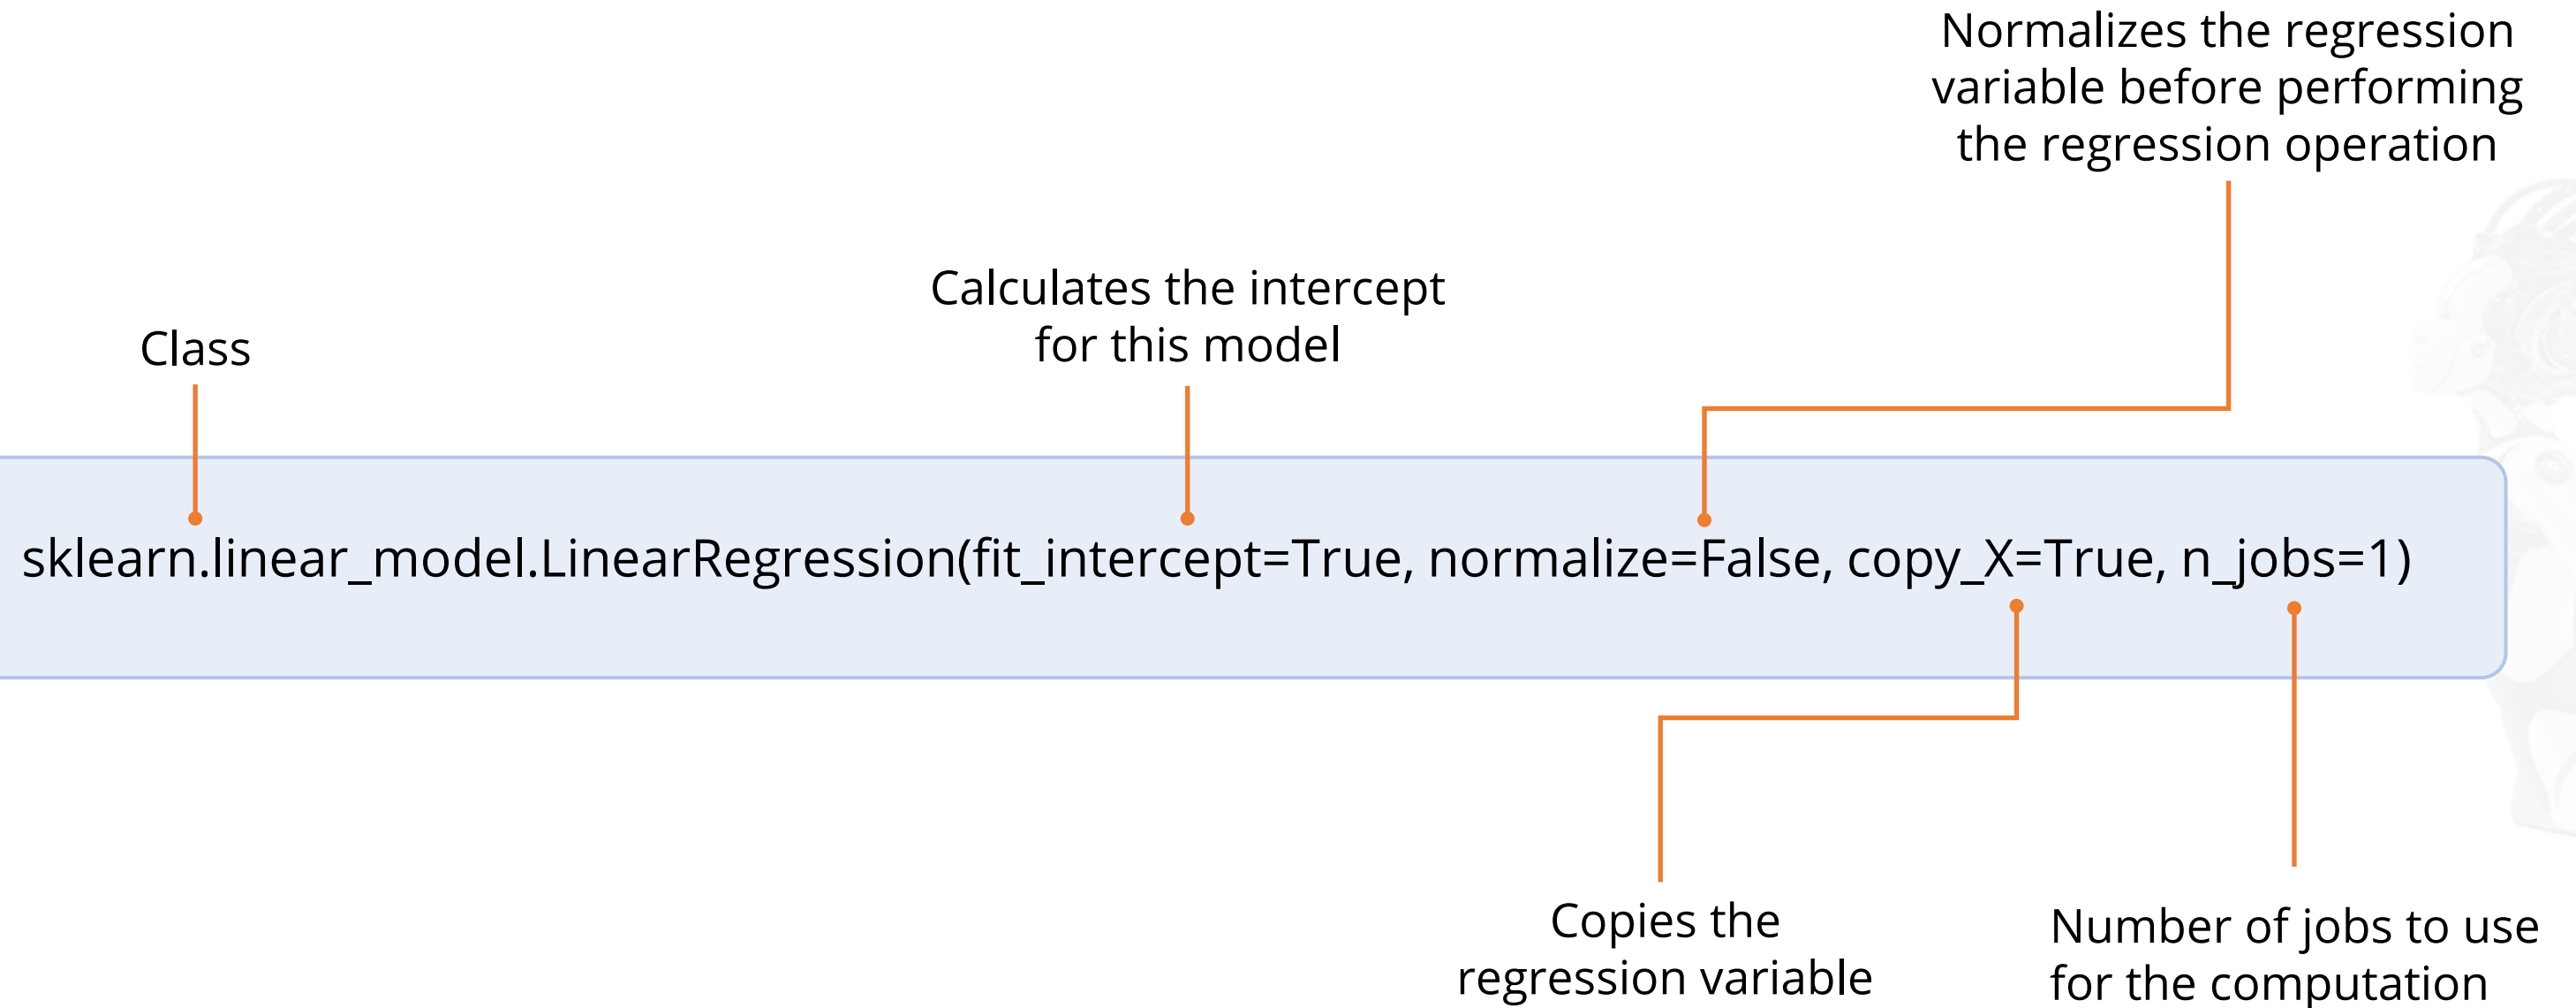 Normalizes the regression
variable before performing
the regression operation
Calculates the intercept
for this model
Class
sklearn.linear_model.LinearRegression(fit_intercept=True, normalize=False, copy_X=True, n_jobs=1)
Copies the
regression variable
Number of jobs to use
for the computation